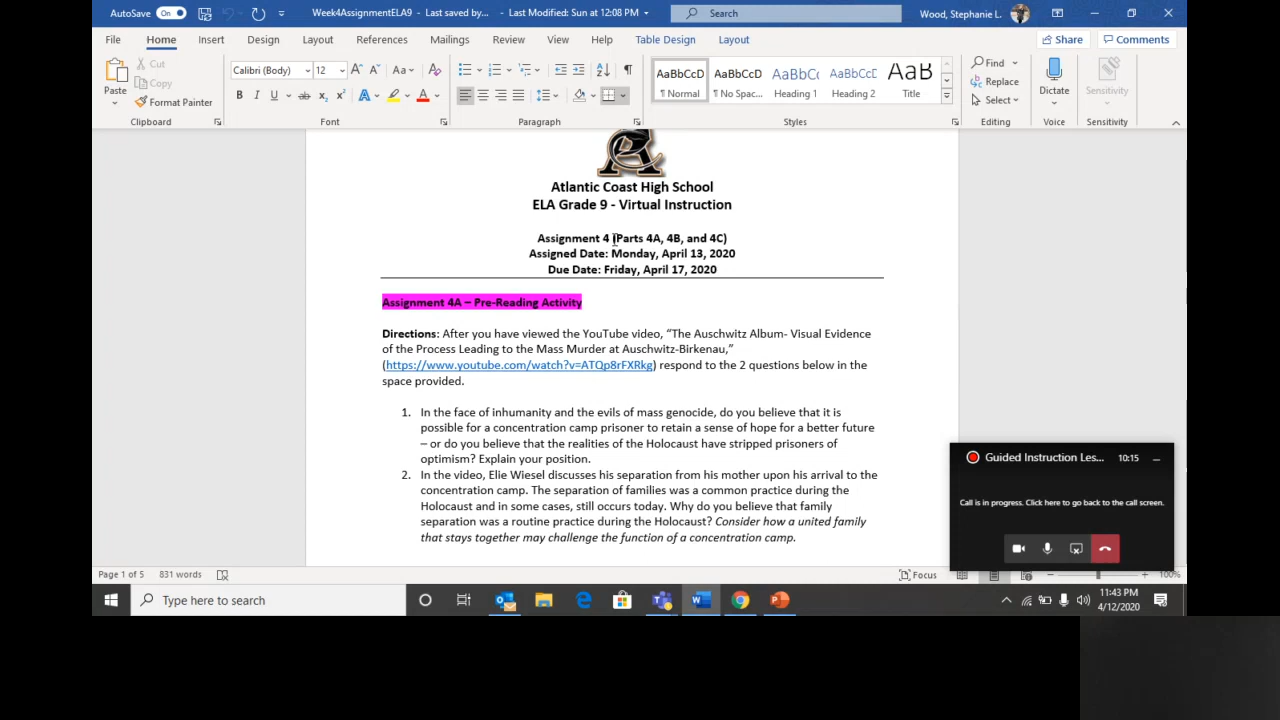 AutoSave On Week4AssignmentELA9 - Last saved by... - Last Modified: Sun at 12:08 PM Search Wood, Stephanie L.
File Home Insert Design Layout References Mailings Review View Help Table Design Layout Share Comments
Cut
Copy
Format Painter
Paste
Calibri (Body) 12
AaBbCcD AaBbCcD AaBbCc AaBbCcD AaB
¶ Normal ¶ No Spac... Heading 1 Heading 2 Title
Find
Replace
Select
Dictate
Sensitivity
Clipboard Font Paragraph Styles Editing Voice Sensitivity
Atlantic Coast High School
ELA Grade 9 - Virtual Instruction
Assignment 4 (Parts 4A, 4B, and 4C)
Assigned Date: Monday, April 13, 2020
Due Date: Friday, April 17, 2020
Assignment 4A – Pre-Reading Activity
Directions: After you have viewed the YouTube video, “The Auschwitz Album- Visual Evidence
of the Process Leading to the Mass Murder at Auschwitz-Birkenau,”
(https://www.youtube.com/watch?v=ATQp8rFXRkg) respond to the 2 questions below in the
space provided.
1. In the face of inhumanity and the evils of mass genocide, do you believe that it is
possible for a concentration camp prisoner to retain a sense of hope for a better future
– or do you believe that the realities of the Holocaust have stripped prisoners of
optimism? Explain your position.
2. In the video, Elie Wiesel discusses his separation from his mother upon his arrival to the
concentration camp. The separation of families was a common practice during the
Holocaust and in some cases, still occurs today. Why do you believe that family
separation was a routine practice during the Holocaust? Consider how a united family
that stays together may challenge the function of a concentration camp.
Guided Instruction Les... 10:15
Call is in progress. Click here to go back to the call screen.
Page 1 of 5 831 words Focus 100%
Type here to search
11:43 PM
4/12/2020